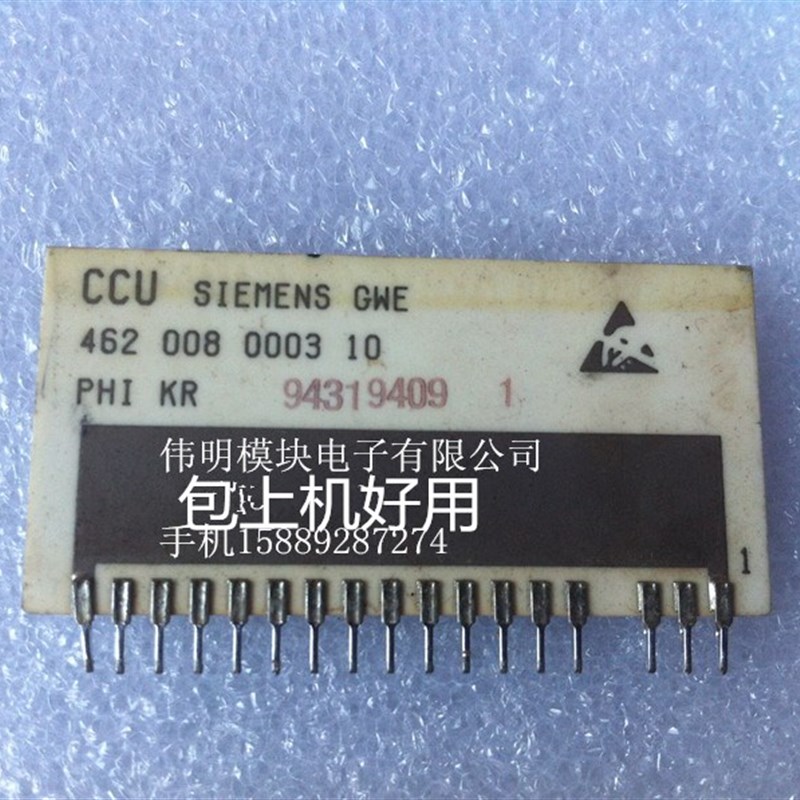 CCU SIEMENS GWE
462 008 0003 10
PHI KR 94319409 1
伟明模块电子有限公司
包上机好用
手机15889287274
1